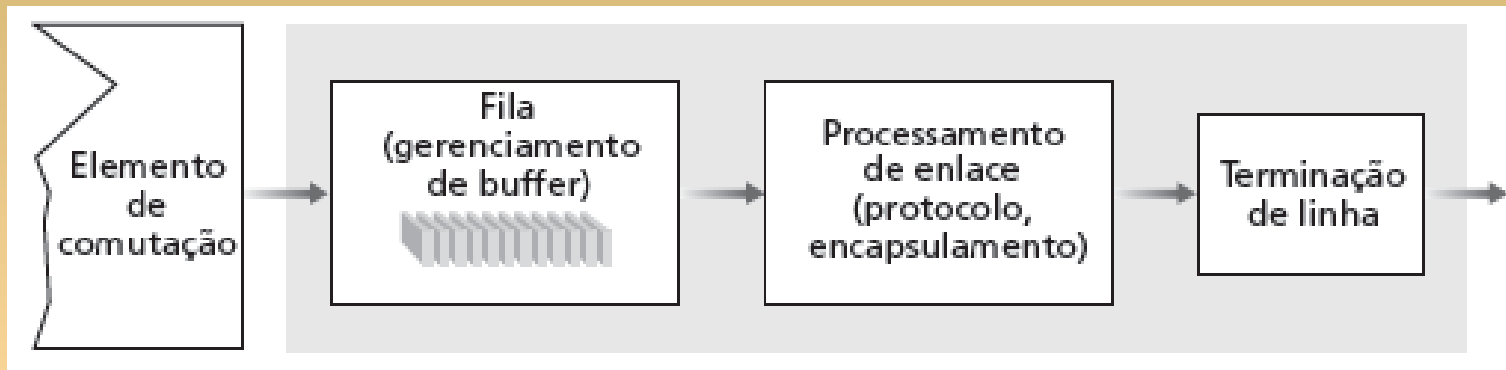 Elemento
de
comutação
Fila
(gerenciamento
de buffer)
Processamento
de enlace
(protocolo,
encapsulamento)
Terminação
de linha